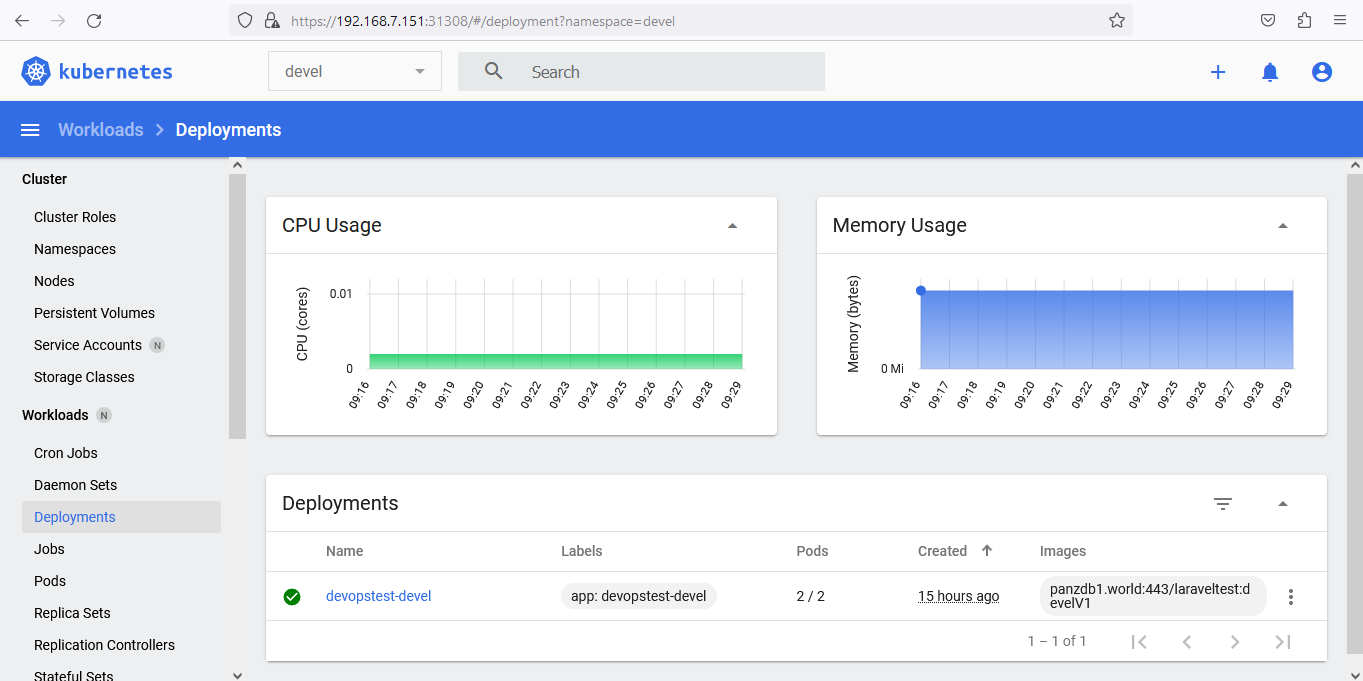 https://192.168.7.151:31308/#/deployment?namespace=devel
kubernetes
devel
Search
Workloads
Deployments
Cluster
Cluster Roles
Namespaces
Nodes
Persistent Volumes
Service Accounts N
Storage Classes
Workloads N
Cron Jobs
Daemon Sets
Deployments
Jobs
Pods
Replica Sets
Replication Controllers
Stateful Sets
CPU Usage
CPU (cores)
0.01
0
09:16 09:17 09:18 09:19 09:20 09:21 09:22 09:23 09:24 09:25 09:26 09:27 09:28 09:29
Memory Usage
Memory (bytes)
0 Mi
09:16 09:17 09:18 09:19 09:20 09:21 09:22 09:23 09:24 09:25 09:26 09:27 09:28 09:29
Deployments
Name Labels Pods Created Images
devopstest-devel app: devopstest-devel 2 / 2 15 hours ago panzdb1.world:443/laraveltest:d
evelV1
1 – 1 of 1